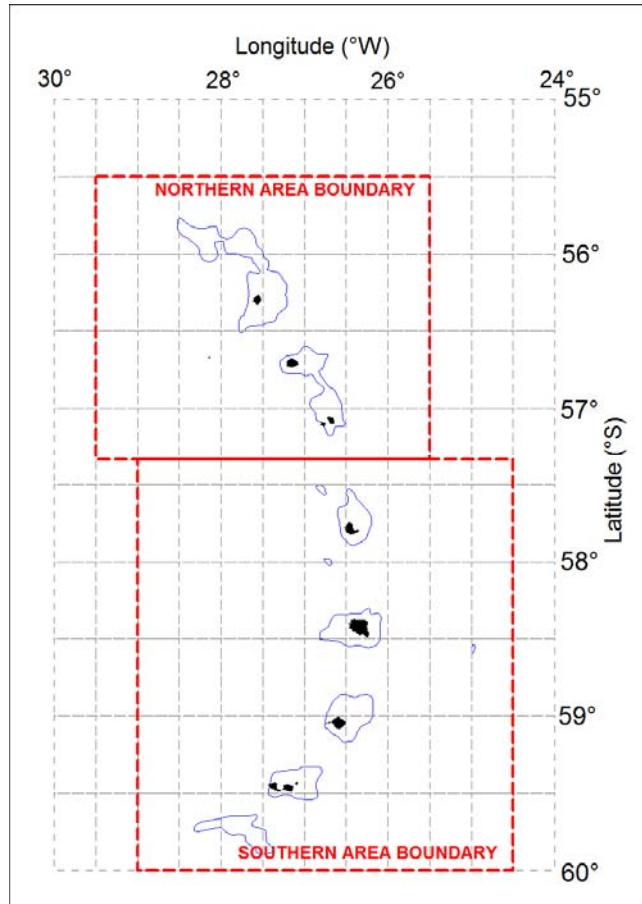 Longitude (°W)
30° 28° 26° 24°
55°
NORTHERN AREA BOUNDARY
56°
57°
Latitude (°S)
58°
59°
SOUTHERN AREA BOUNDARY
60°